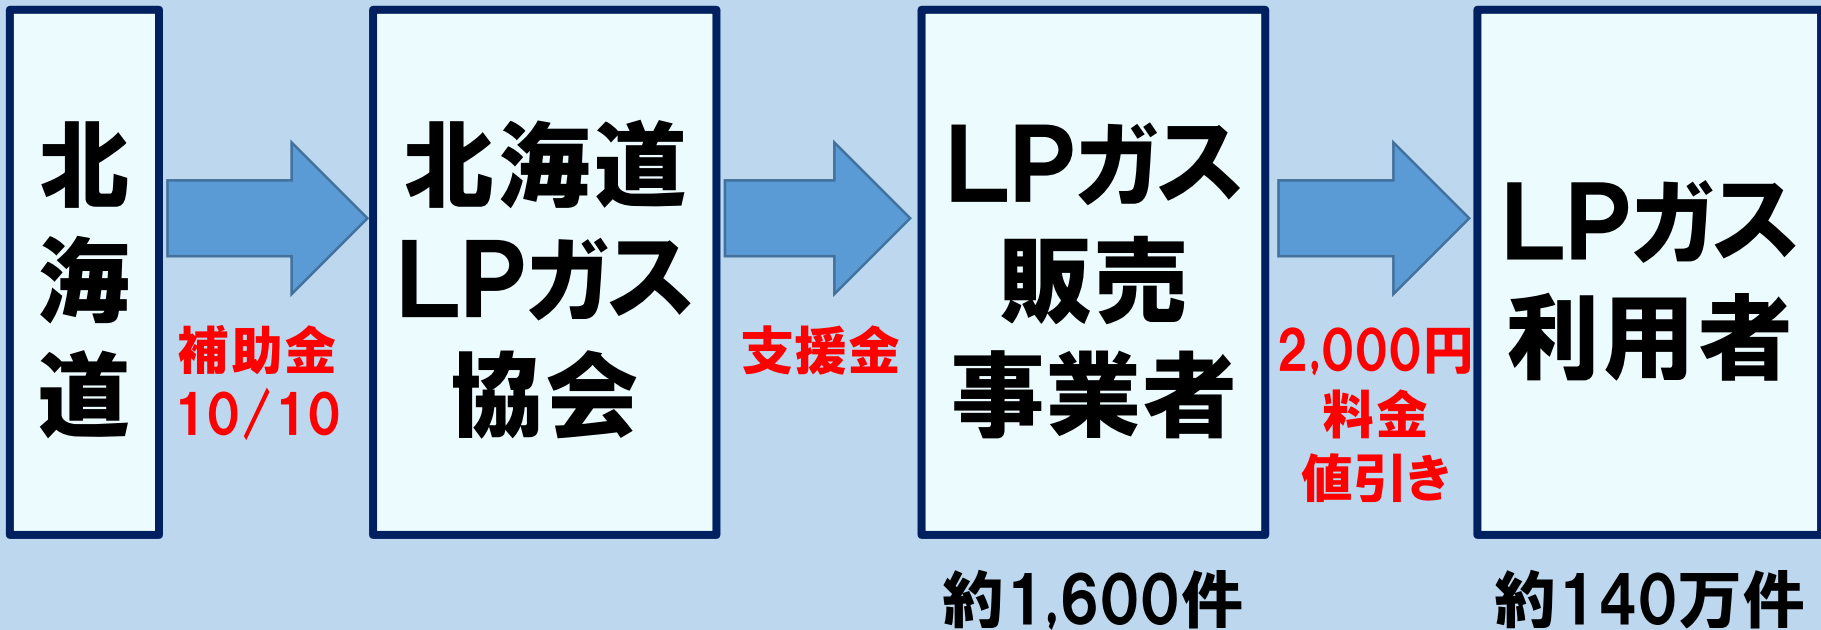 北
海
道
補助金
10/10
北海道
LPガス
協会
支援金
LPガス
販売
事業者
約1,600件
2,000円
料金
値引き
LPガス
利用者
約140万件